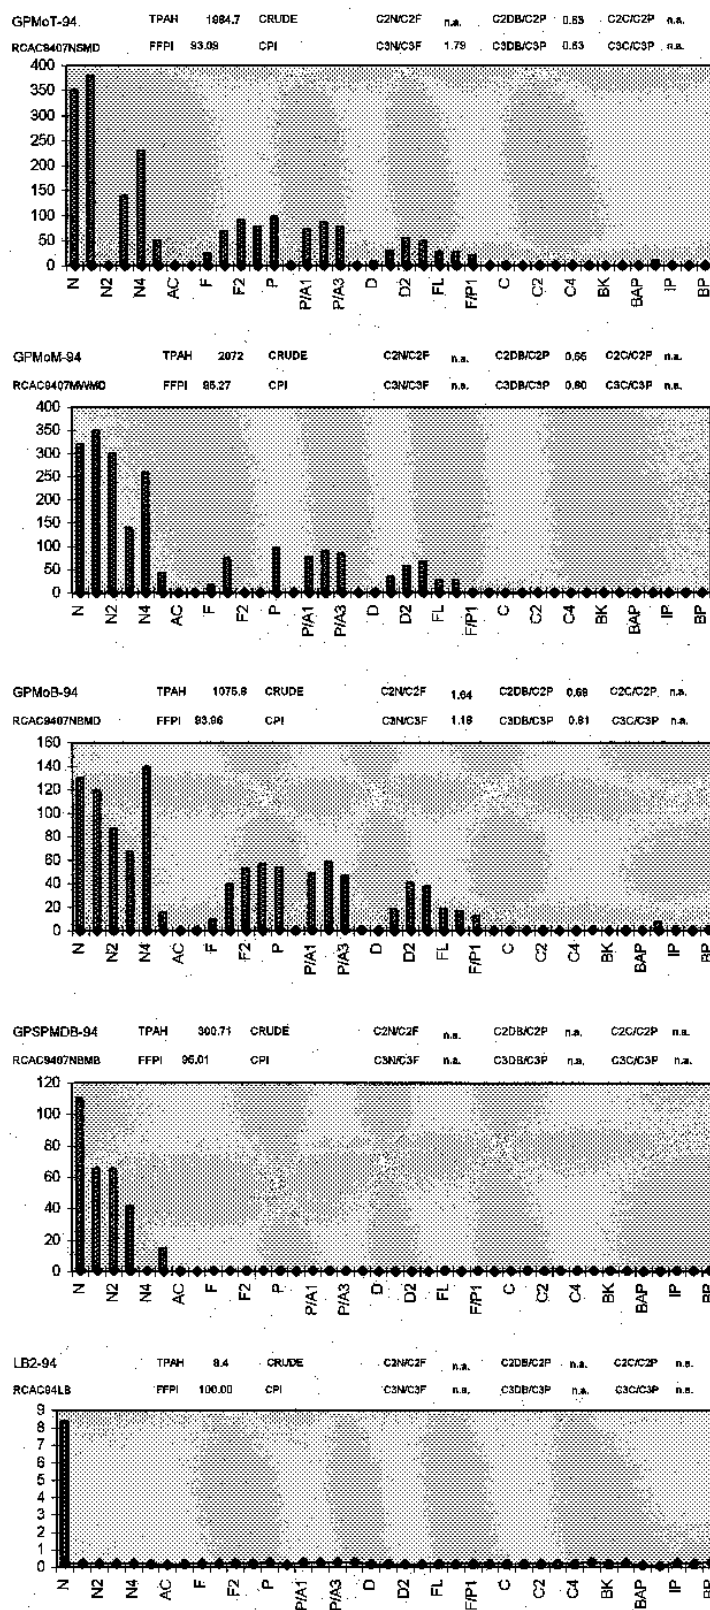 GPMoT-94 TPAH 1984.7 CRUDE C2N/C2F n.a. C2DB/C2P 0.53 C2C/C2P n.a.
RCAC9407NSMD FFPI 93.09 CPI C3N/C3F 1.79 C3DB/C3P 0.53 C3C/C3P n.a.
400
350
300
250
200
150
100
50
0
N N2 N4 AC F F2 P P/A1 P/A3 D D2 FL F/P1 C C2 C4 BK BAP IP BP
GPMoM-94 TPAH 2072 CRUDE C2N/C2F n.a. C2DB/C2P 0.65 C2C/C2P n.a.
RCAC9407MWMD FFPI 95.27 CPI C3N/C3F n.a. C3DB/C3P 0.80 C3C/C3P n.a.
400
350
300
250
200
150
100
50
0
N N2 N4 AC F F2 P P/A1 P/A3 D D2 FL F/P1 C C2 C4 BK BAP IP BP
GPMoB-94 TPAH 1075.8 CRUDE C2N/C2F 1.64 C2DB/C2P 0.69 C2C/C2P n.a.
RCAC9407NBMD FFPI 93.96 CPI C3N/C3F 1.18 C3DB/C3P 0.81 C3C/C3P n.a.
160
140
120
100
80
60
40
20
0
N N2 N4 AC F F2 P P/A1 P/A3 D D2 FL F/P1 C C2 C4 BK BAP IP BP
GPSPMDB-94 TPAH 300.71 CRUDE C2N/C2F n.a. C2DB/C2P n.a. C2C/C2P n.a.
RCAC9407NBMB FFPI 95.01 CPI C3N/C3F n.a. C3DB/C3P n.a. C3C/C3P n.a.
120
100
80
60
40
20
0
N N2 N4 AC F F2 P P/A1 P/A3 D D2 FL F/P1 C C2 C4 BK BAP IP BP
LB2-94 TPAH 8.4 CRUDE C2N/C2F n.a. C2DB/C2P n.a. C2C/C2P n.a.
RCAC94LB FFPI 100.00 CPI C3N/C3F n.a. C3DB/C3P n.a. C3C/C3P n.a.
9
8
7
6
5
4
3
2
1
0
N N2 N4 AC F F2 P P/A1 P/A3 D D2 FL F/P1 C C2 C4 BK BAP IP BP